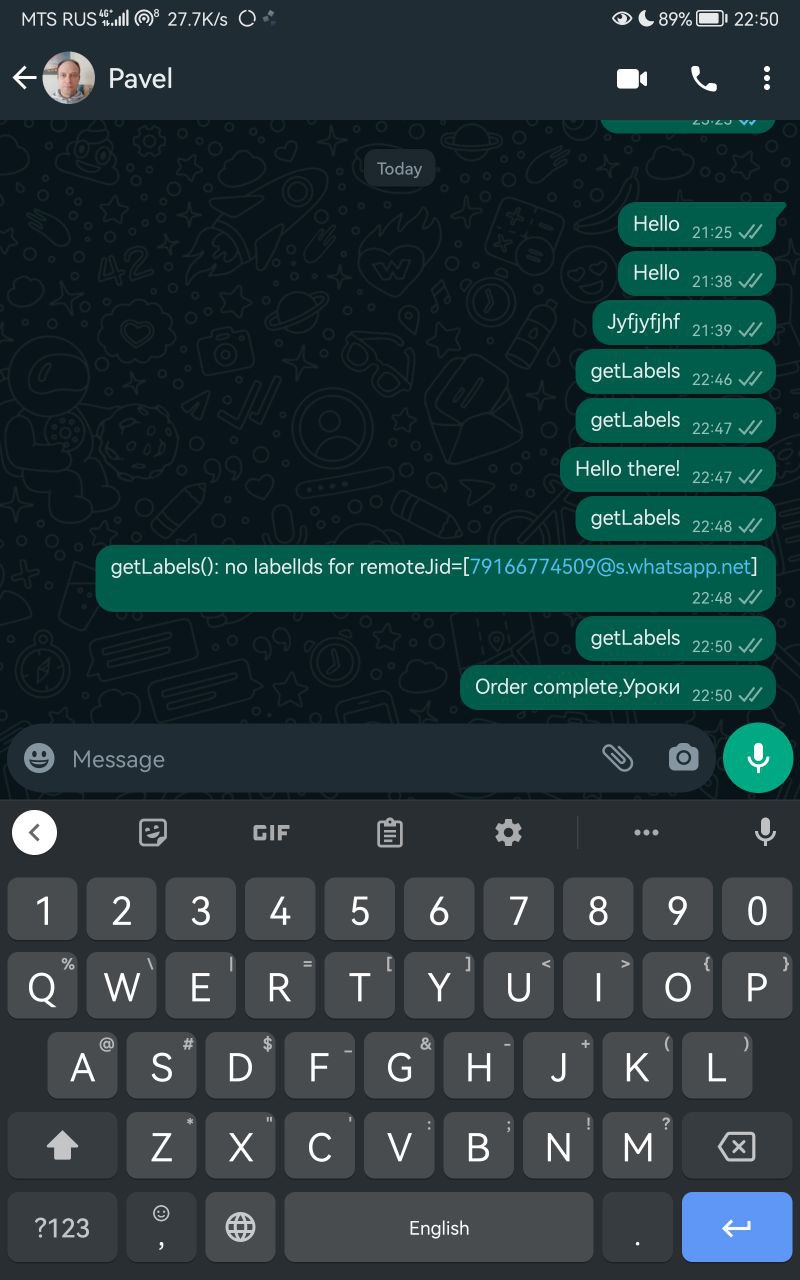 MTS RUS 4G+ 8 27.7K/s 89% 22:50
Pavel
23:23
Today
Hello 21:25
Hello 21:38
Jyfjyfjhf 21:39
getLabels 22:46
getLabels 22:47
Hello there! 22:47
getLabels 22:48
getLabels(): no labelIds for remoteJid=[79166774509@s.whatsapp.net]
22:48
getLabels 22:50
Order complete,Уроки 22:50
Message
GIF
1 2 3 4 5 6 7 8 9 0
% \ | = [ ] < > { }
Q W E R T Y U I O P
@ # $ _ & - + ( )
A S D F G H J K L
* " ' : ; ! ?
Z X C V B N M
?123 , English .